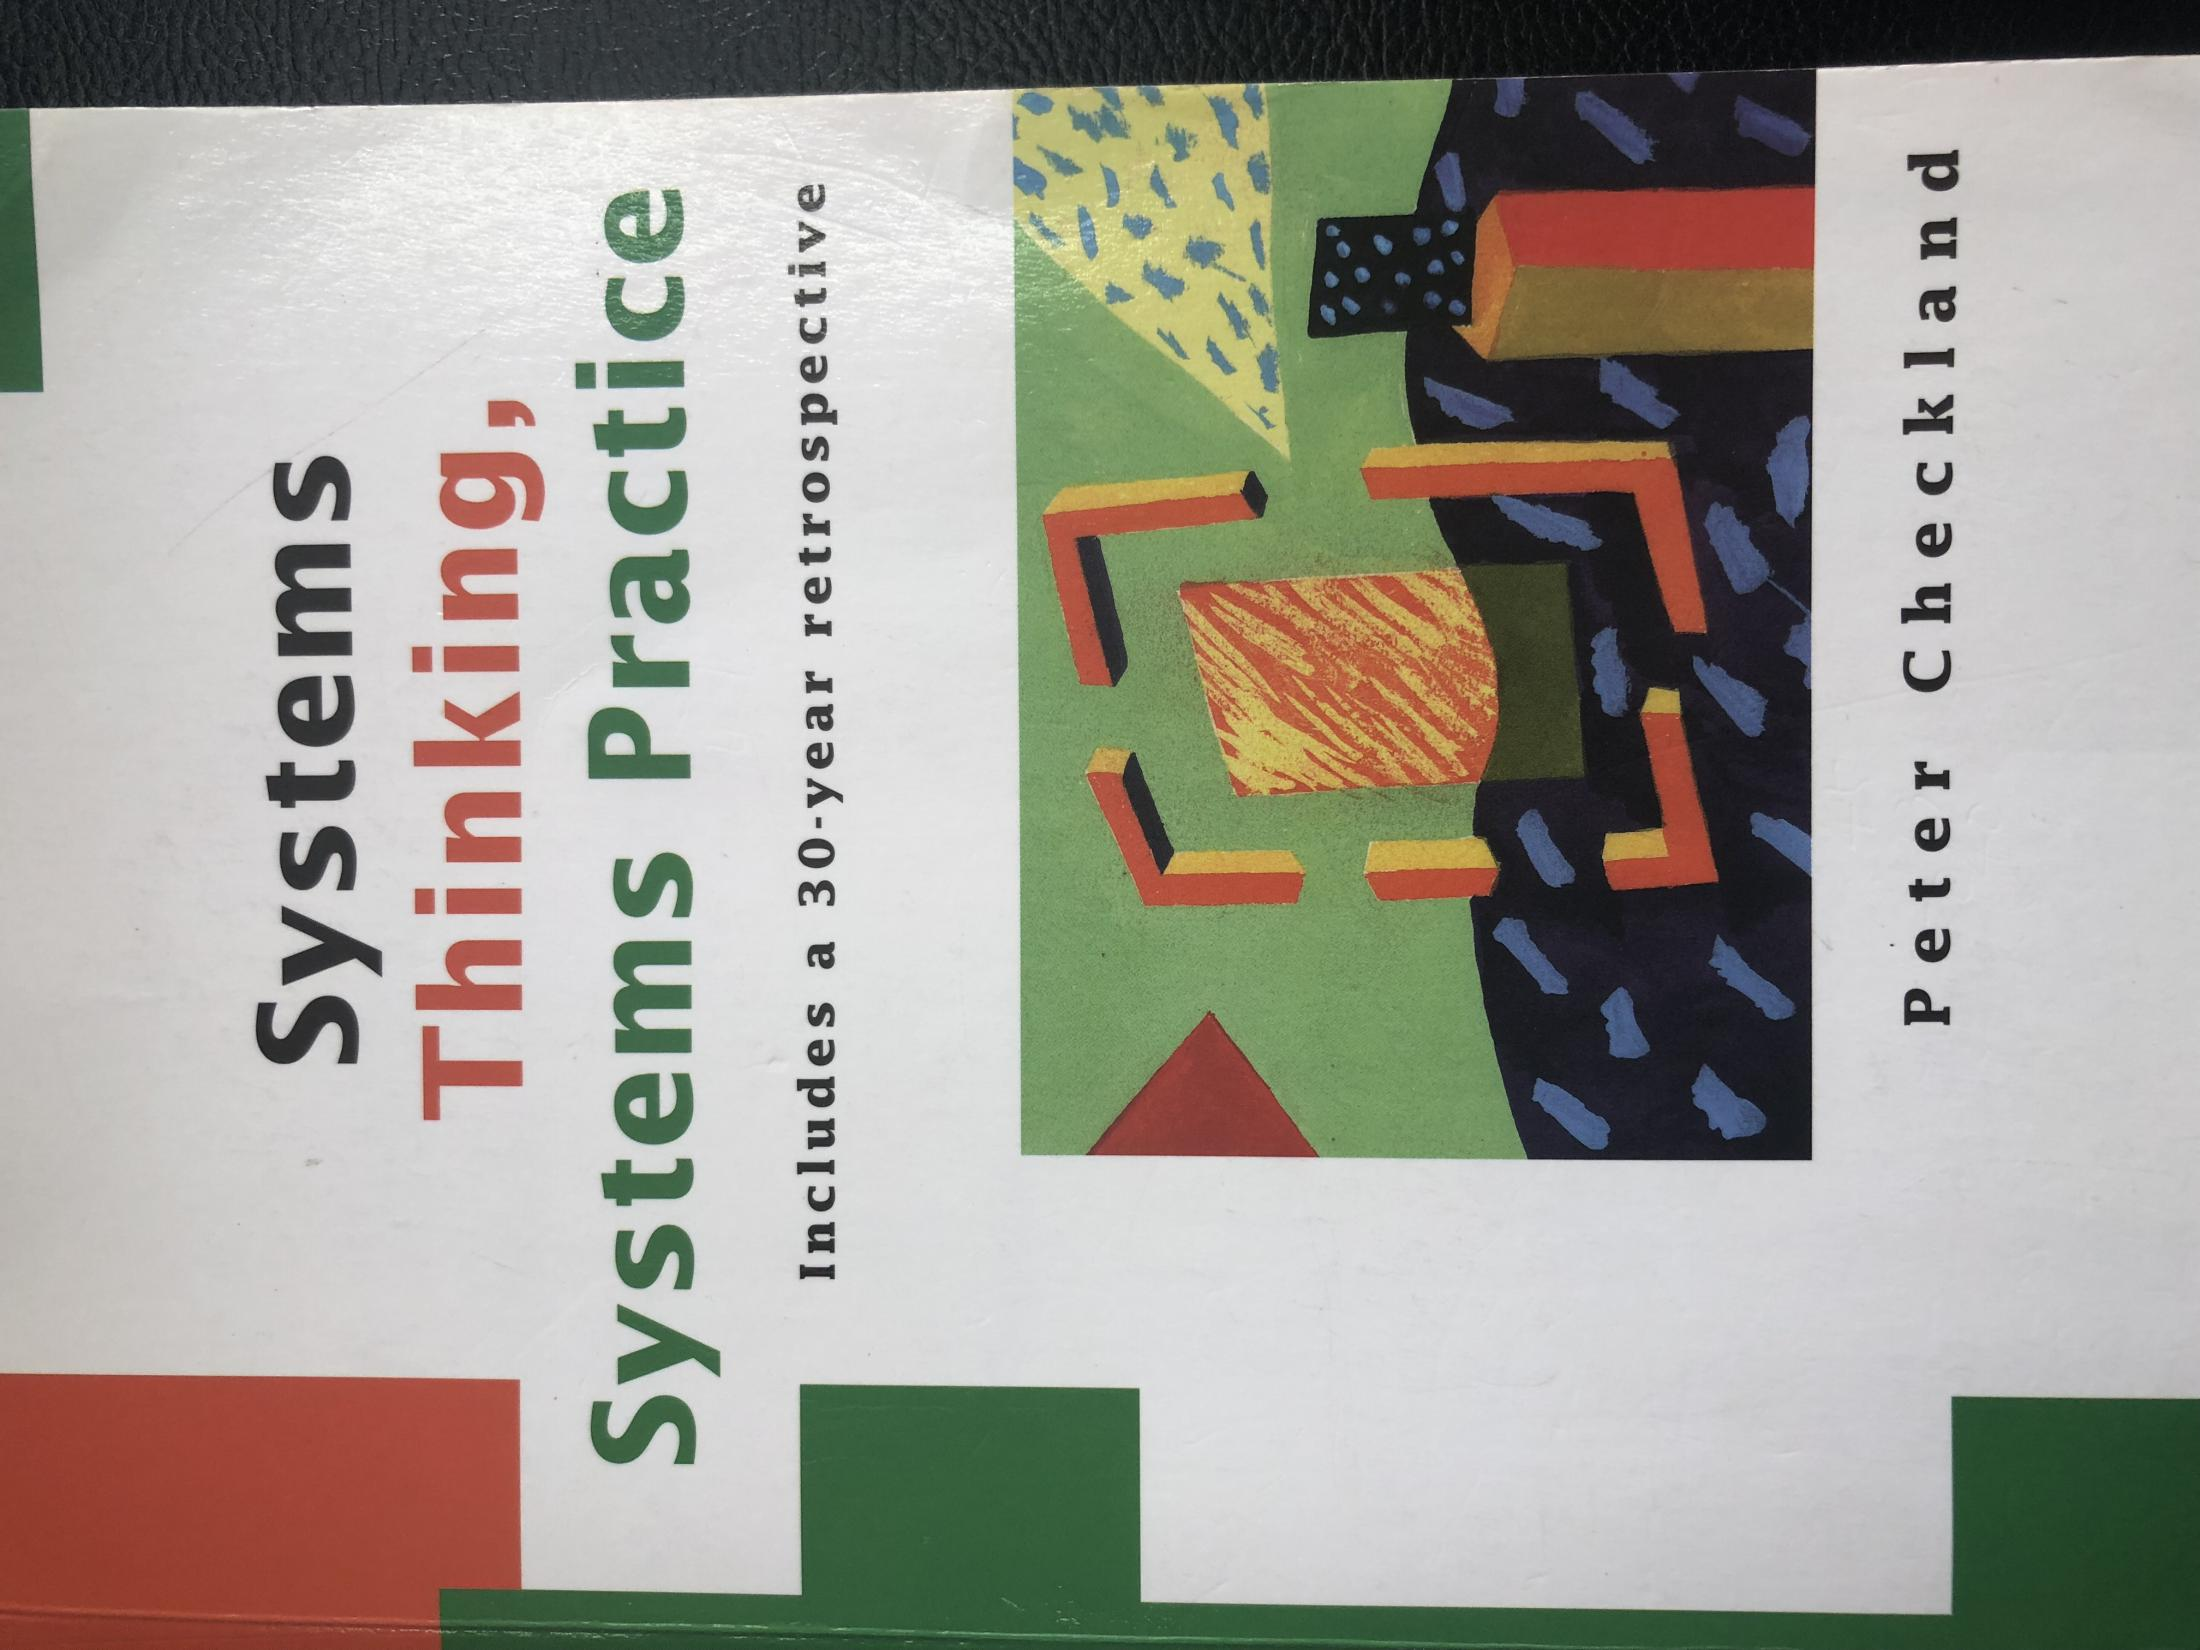 Systems
Thinking,
Systems Practice
Includes a 30-year retrospective
Peter Checkland